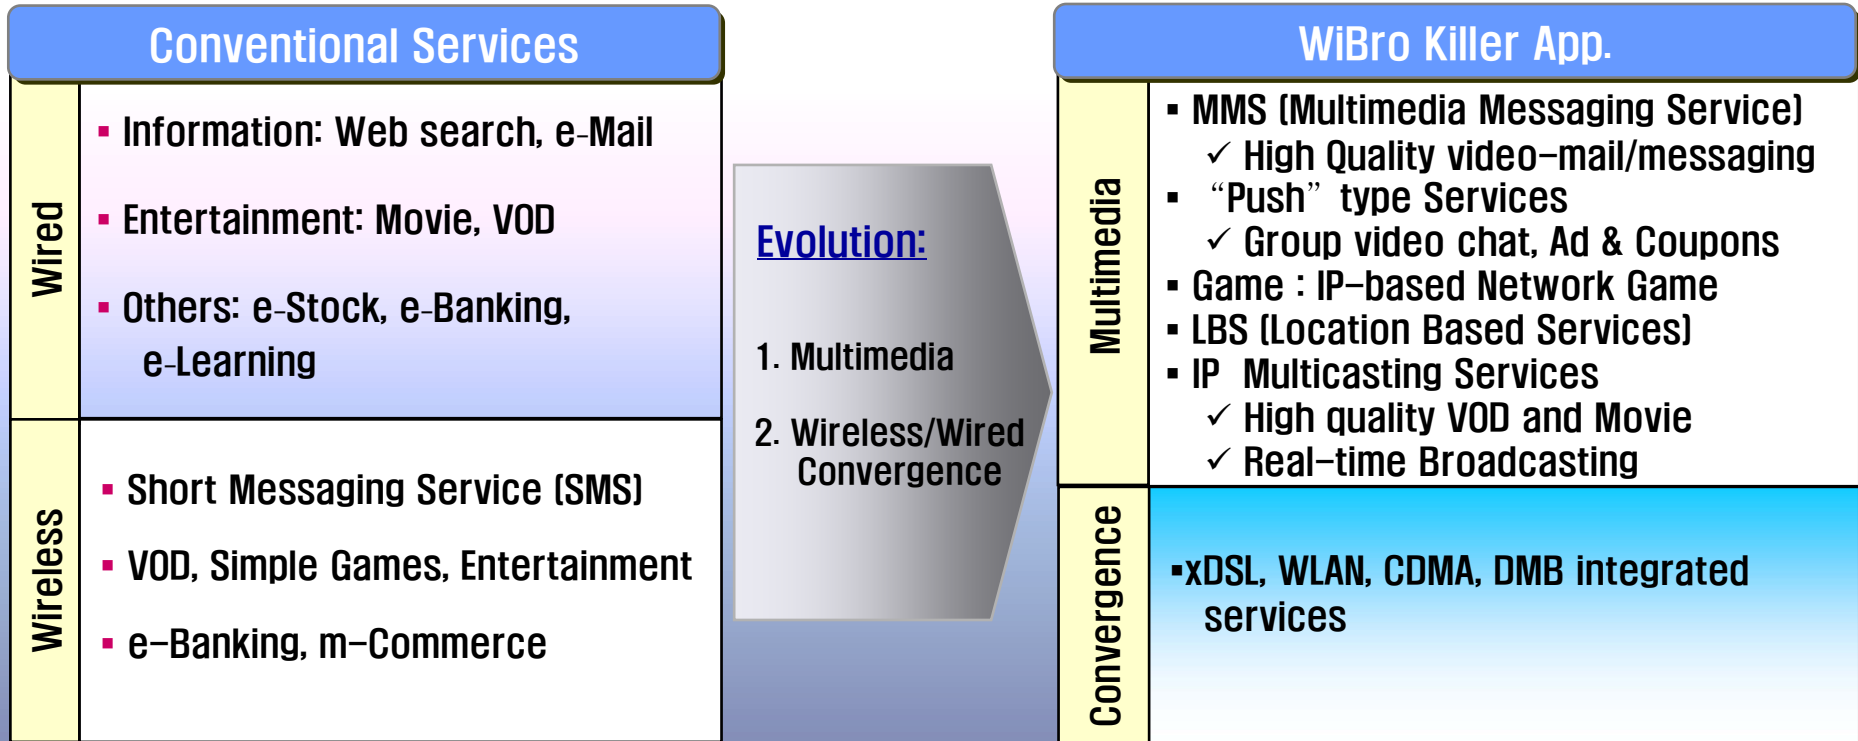 Conventional Services
Wired
▪ Information: Web search, e-Mail
▪ Entertainment: Movie, VOD
▪ Others: e-Stock, e-Banking,
e-Learning
Wireless
▪ Short Messaging Service (SMS)
▪ VOD, Simple Games, Entertainment
▪ e-Banking, m-Commerce
Evolution:
1. Multimedia
2. Wireless/Wired
Convergence
WiBro Killer App.
Multimedia
▪ MMS (Multimedia Messaging Service)
✓ High Quality video-mail/messaging
▪ “Push” type Services
✓ Group video chat, Ad & Coupons
▪ Game : IP-based Network Game
▪ LBS (Location Based Services)
▪ IP Multicasting Services
✓ High quality VOD and Movie
✓ Real-time Broadcasting
Convergence
▪xDSL, WLAN, CDMA, DMB integrated
services